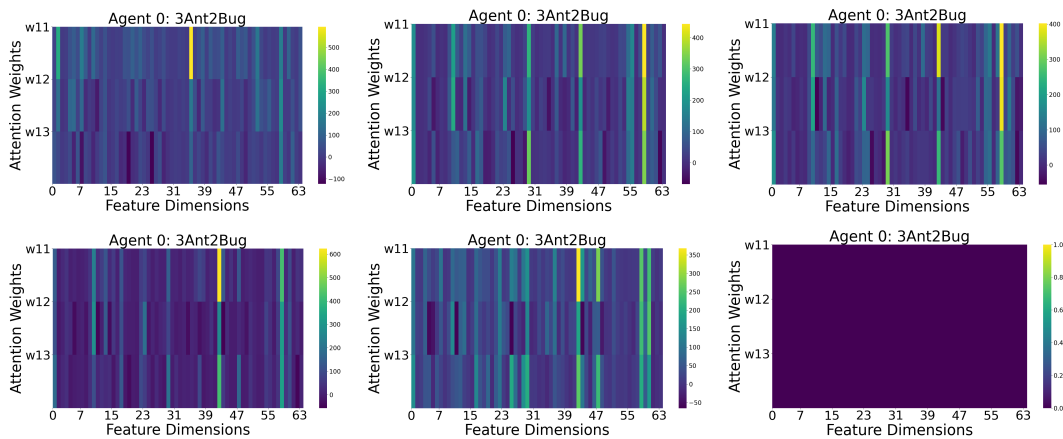 Agent 0: 3Ant2Bug
Attention Weights
w11
w12
w13
0 7 15 23 31 39 47 55 63
Feature Dimensions
500
400
300
200
100
0
−100
Agent 0: 3Ant2Bug
Attention Weights
w11
w12
w13
0 7 15 23 31 39 47 55 63
Feature Dimensions
400
300
200
100
0
Agent 0: 3Ant2Bug
Attention Weights
w11
w12
w13
0 7 15 23 31 39 47 55 63
Feature Dimensions
400
300
200
100
0
Agent 0: 3Ant2Bug
Attention Weights
w11
w12
w13
0 7 15 23 31 39 47 55 63
Feature Dimensions
600
500
400
300
200
100
0
Agent 0: 3Ant2Bug
Attention Weights
w11
w12
w13
0 7 15 23 31 39 47 55 63
Feature Dimensions
350
300
250
200
150
100
50
0
−50
Agent 0: 3Ant2Bug
Attention Weights
w11
w12
w13
0 7 15 23 31 39 47 55 63
Feature Dimensions
1.0
0.8
0.6
0.4
0.2
0.0